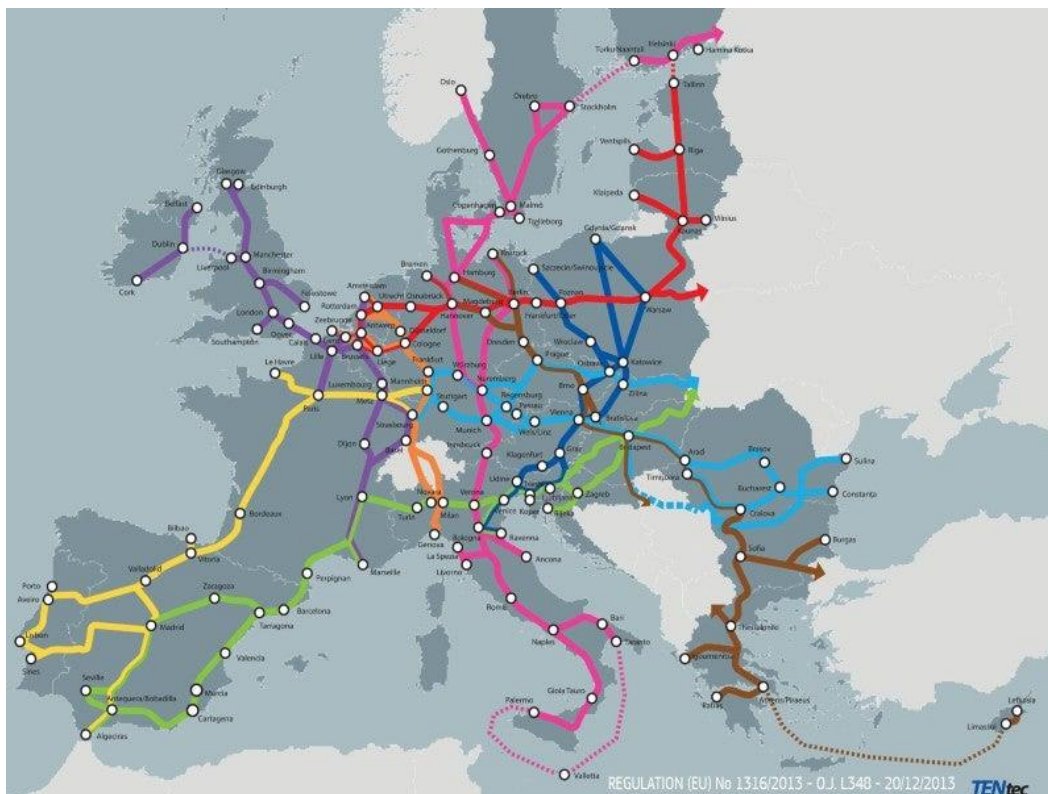 Helsinki
Turku/Naantali
Hamina Kotka
Tallinn
Oslo
Örebro
Stockholm
Ventspils
Riga
Gothenburg
Klaipeda
Glasgow
Edinburgh
Belfast
Copenhagen
Malmö
Trelleborg
Vilnius
Kaunas
Gdynia/Gdansk
Dublin
Liverpool
Manchester
Rostock
Bremen
Hamburg
Szczecin/Swinoujscie
Birmingham
Cork
Felixstowe
Amsterdam
Utrecht
Osnabrück
Magdeburg
Berlin
Poznan
Rotterdam
Hannover
Frankfurt/Oder
Warsaw
London
Zeebrugge
Antwerp
Düsseldorf
Southampton
Dover
Calais
Cologne
Dresden
Wroclaw
Lille
Brussels
Liège
Prague
Katowice
Le Havre
Frankfurt
Würzburg
Ostrava
Luxembourg
Mannheim
Nuremberg
Brno
Zilina
Paris
Metz
Stuttgart
Regensburg
Passau
Strasbourg
Munich
Wels/Linz
Vienna
Bratislava
Dijon
Basel
Innsbruck
Graz
Budapest
Klagenfurt
Arad
Brasov
Sulina
Udine
Timişoara
Lyon
Novara
Verona
Ljubljana
Zagreb
Bucharest
Constanta
Turin
Milan
Venice
Koper
Rijeka
Craiova
Bordeaux
Genova
Bologna
Ravenna
Bilbao
La Spezia
Sofia
Burgas
Vitoria
Livorno
Ancona
Marseille
Valladolid
Perpignan
Porto
Zaragoza
Aveiro
Rome
Barcelona
Bari
Madrid
Tarragona
Naples
Taranto
Thessaloniki
Lisbon
Igoumenitsa
Valencia
Sines
Seville
Murcia
Gioia Tauro
Athens/Piraeus
Antequera/Bobadilla
Palermo
Patras
Lefkosia
Cartagena
Limassol
Algeciras
Valletta
REGULATION (EU) No 1316/2013 - O.J. L348 - 20/12/2013
TENtec